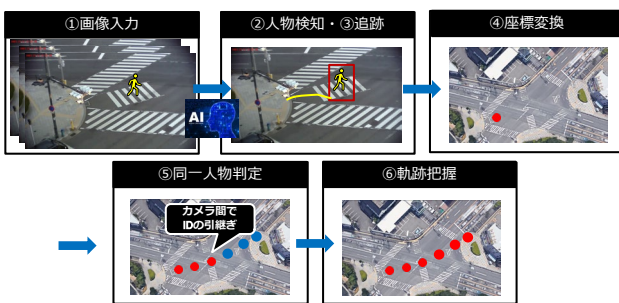 ①画像入力
②人物検知・③追跡
④座標変換
AI
⑤同一人物判定
⑥軌跡把握
カメラ間で
IDの引継ぎ